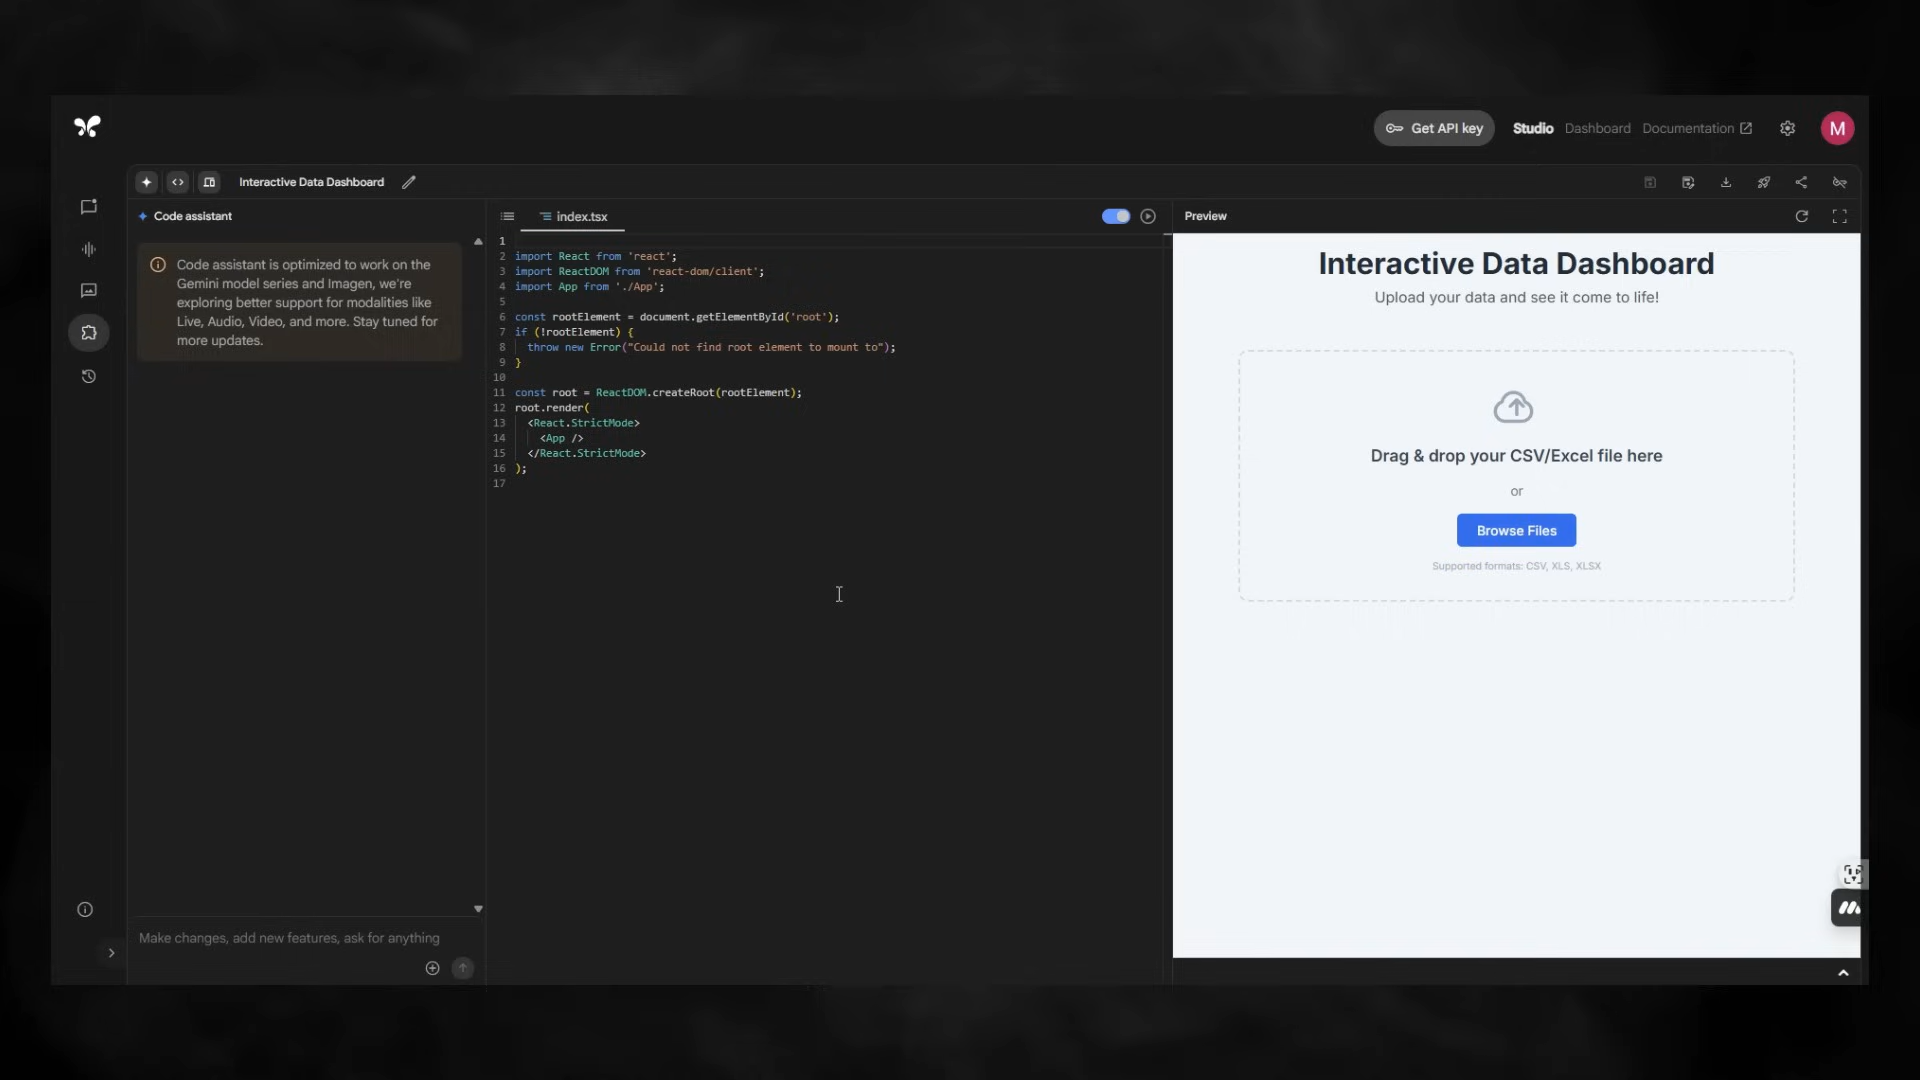 Get API key
Studio
Dashboard
Documentation
M
Interactive Data Dashboard
Code assistant
Code assistant is optimized to work on the
Gemini model series and Imagen, we're
exploring better support for modalities like
Live, Audio, Video, and more. Stay tuned for
more updates.
Make changes, add new features, ask for anything
index.tsx
1
2 import React from 'react';
3 import ReactDOM from 'react-dom/client';
4 import App from './App';
5
6 const rootElement = document.getElementById('root');
7 if (!rootElement) {
8 throw new Error("Could not find root element to mount to");
9 }
10
11 const root = ReactDOM.createRoot(rootElement);
12 root.render(
13 <React.StrictMode>
14 <App />
15 </React.StrictMode>
16 );
17
Preview
Interactive Data Dashboard
Upload your data and see it come to life!
Drag & drop your CSV/Excel file here
or
Browse Files
Supported formats: CSV, XLS, XLSX